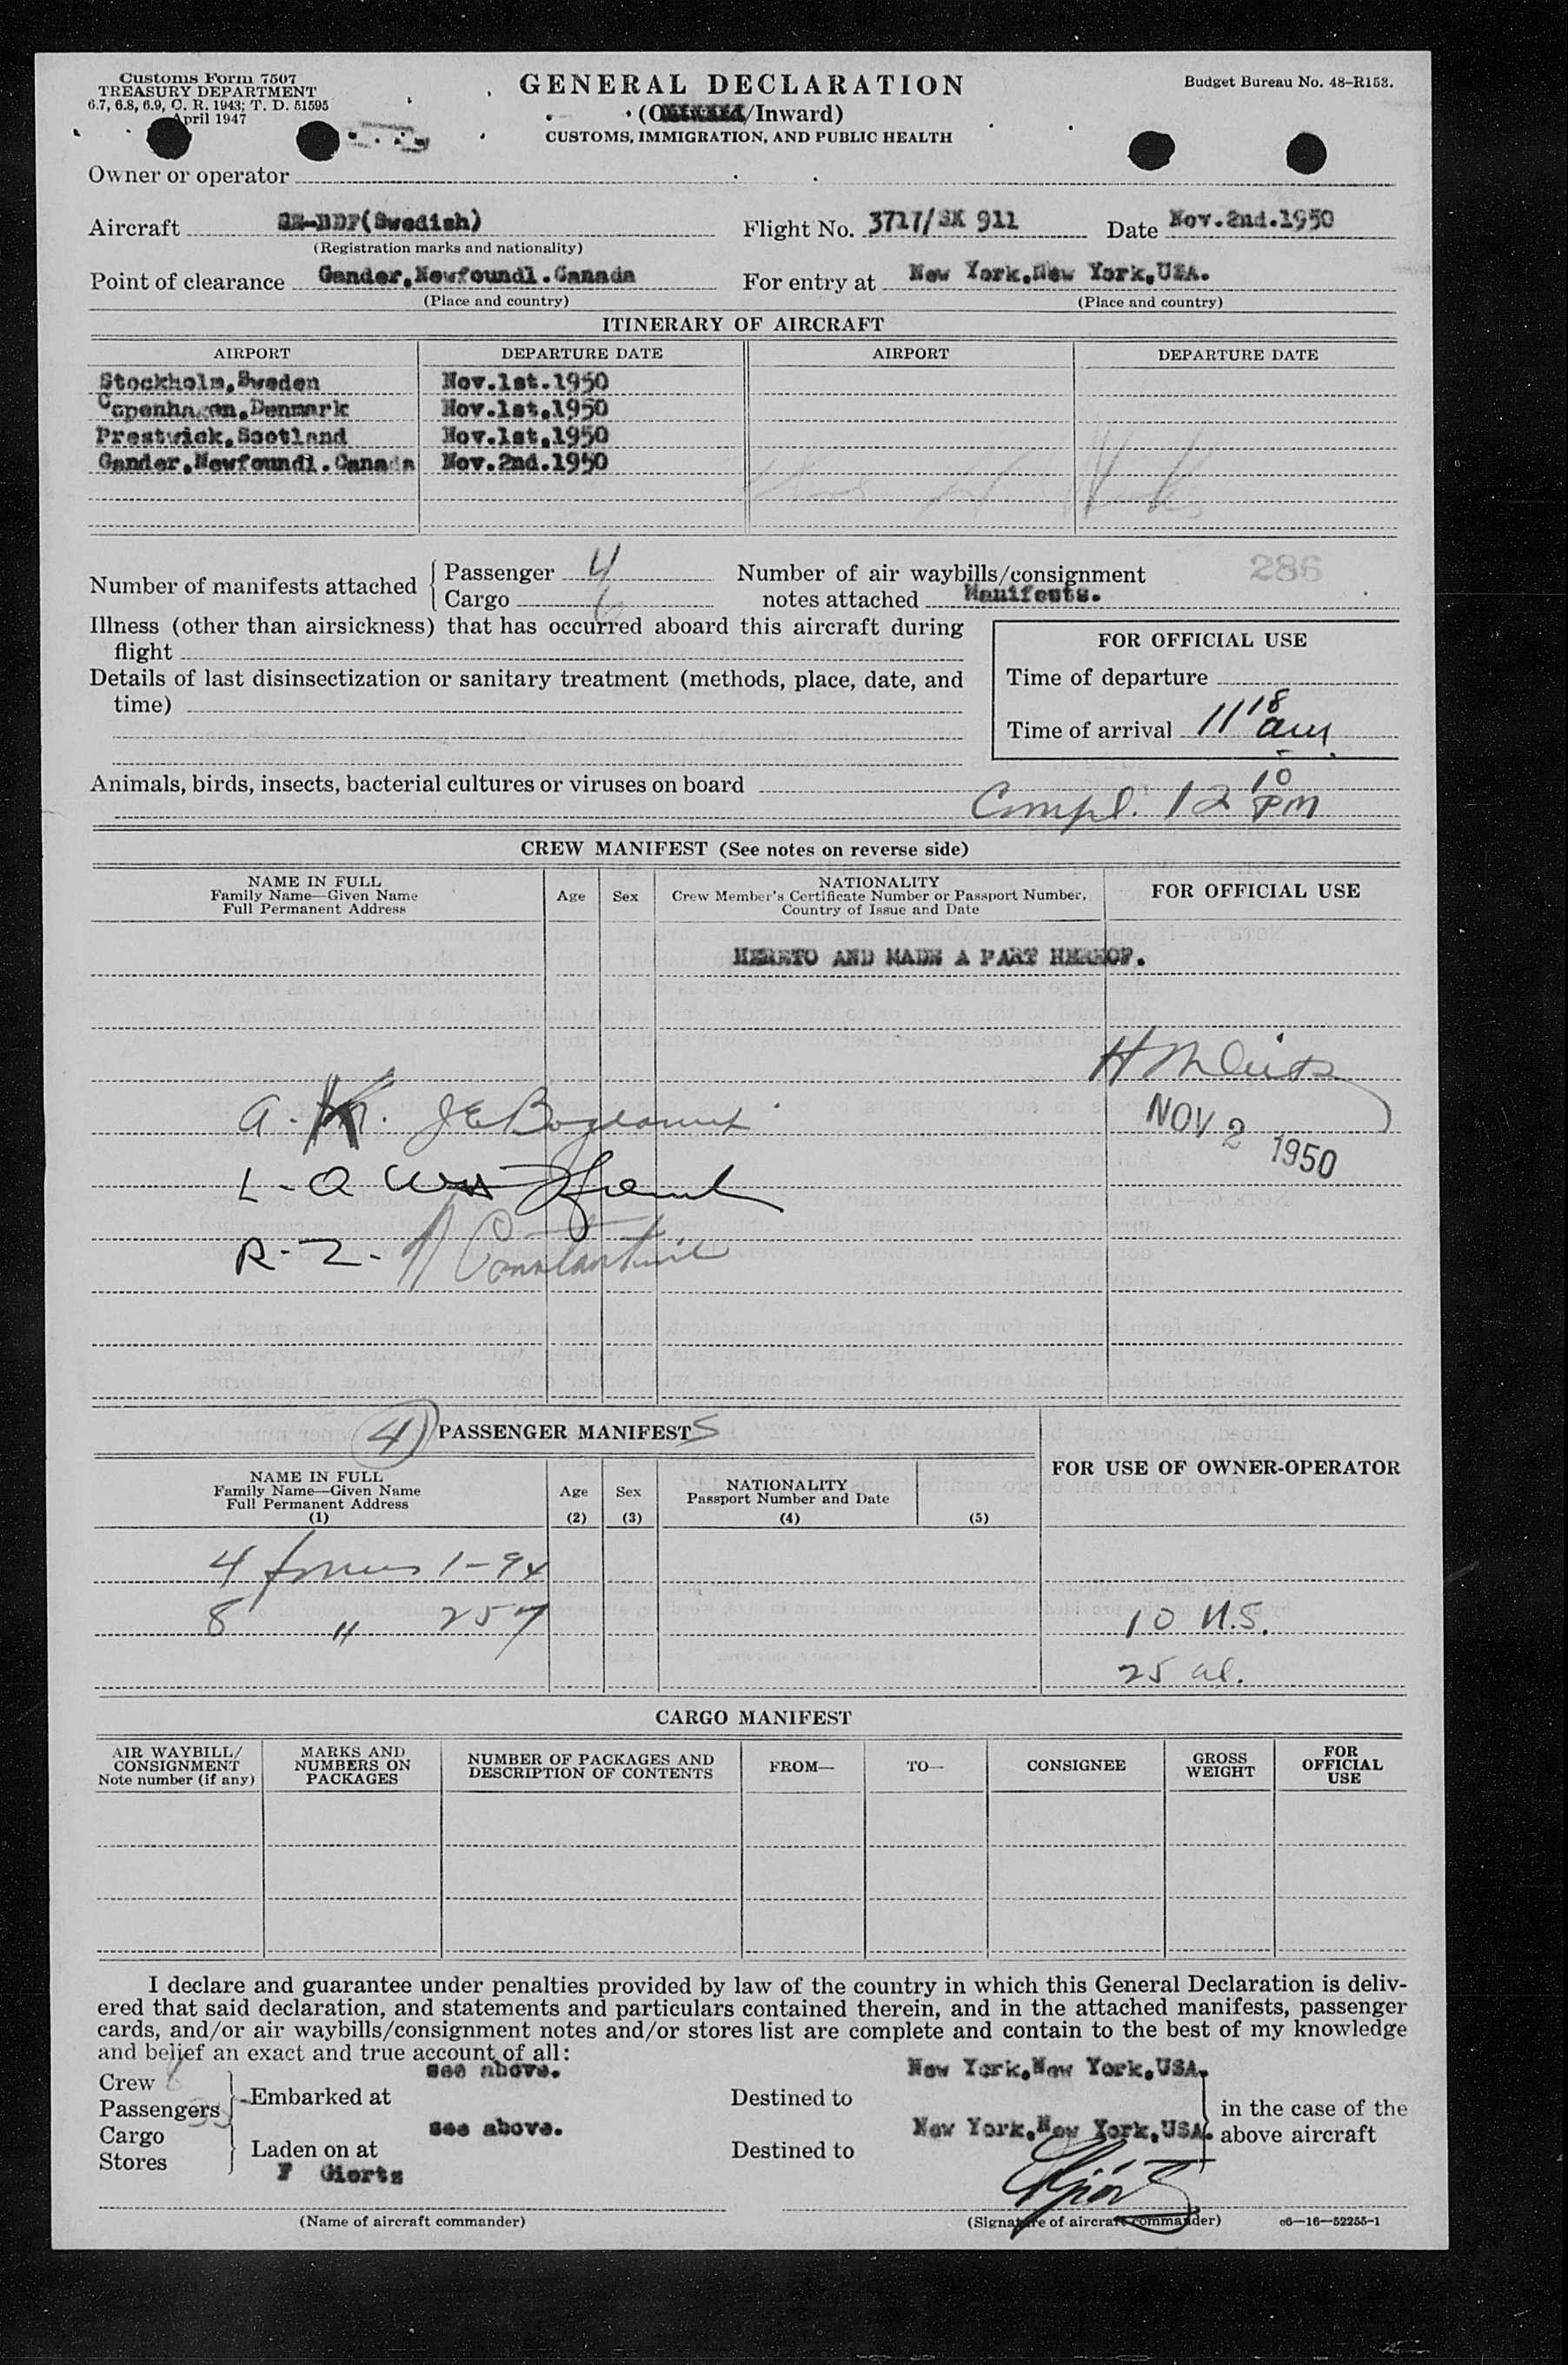 Customs Form 7507
TREASURY DEPARTMENT
6.7, 6.8, 6.9, C. R. 1943; T. D. 51595
April 1947
GENERAL DECLARATION
(Outward/Inward)
CUSTOMS, IMMIGRATION, AND PUBLIC HEALTH
Budget Bureau No. 48-R153.
Owner or operator
Aircraft SE-BDP(Swedish) Flight No. 3717/SK 911 Date Nov.2nd.1950
(Registration marks and nationality)
Point of clearance Gander,Newfoundl.Canada For entry at New York,New York,USA.
(Place and country) (Place and country)
ITINERARY OF AIRCRAFT
AIRPORT DEPARTURE DATE AIRPORT DEPARTURE DATE
Stockholm,Sweden Nov.1st.1950
Copenhagen,Denmark Nov.1st,1950
Prestwick,Scotland Nov.1st,1950
Gander,Newfoundl.Canada Nov.2nd.1950
286
Number of manifests attached Passenger 4 Number of air waybills/consignment
Cargo 6 notes attached Manifests.
Illness (other than airsickness) that has occurred aboard this aircraft during
flight
FOR OFFICIAL USE
Details of last disinsectization or sanitary treatment (methods, place, date, and
time)
Time of departure
Time of arrival 11 18 am
Animals, birds, insects, bacterial cultures or viruses on board
Compl. 12 10 PM
CREW MANIFEST (See notes on reverse side)
NAME IN FULL
Family Name—Given Name
Full Permanent Address
Age Sex
NATIONALITY
Crew Member's Certificate Number or Passport Number,
Country of Issue and Date
FOR OFFICIAL USE
HERETO AND MADE A PART HEREOF.
NOV 2 1950
A.
L-O
R-Z- Constantine
4 PASSENGER MANIFESTS
FOR USE OF OWNER-OPERATOR
NAME IN FULL
Family Name—Given Name
Full Permanent Address
(1)
Age
(2)
Sex
(3)
NATIONALITY
Passport Number and Date
(4)
(5)
4 forms 1-94
8 " 257
10 U.S.
25 al.
CARGO MANIFEST
AIR WAYBILL/
CONSIGNMENT
Note number (if any)
MARKS AND
NUMBERS ON
PACKAGES
NUMBER OF PACKAGES AND
DESCRIPTION OF CONTENTS
FROM—
TO—
CONSIGNEE
GROSS
WEIGHT
FOR
OFFICIAL
USE
I declare and guarantee under penalties provided by law of the country in which this General Declaration is deliv-
ered that said declaration, and statements and particulars contained therein, and in the attached manifests, passenger
cards, and/or air waybills/consignment notes and/or stores list are complete and contain to the best of my knowledge
and belief an exact and true account of all:
see above. New York,New York,USA.
Crew
Passengers Embarked at Destined to
see above. New York,New York,USA.
in the case of the
above aircraft
Cargo
Stores Laden on at Destined to
F Giertz
(Name of aircraft commander) (Signature of aircraft commander) c6—16—52255-1